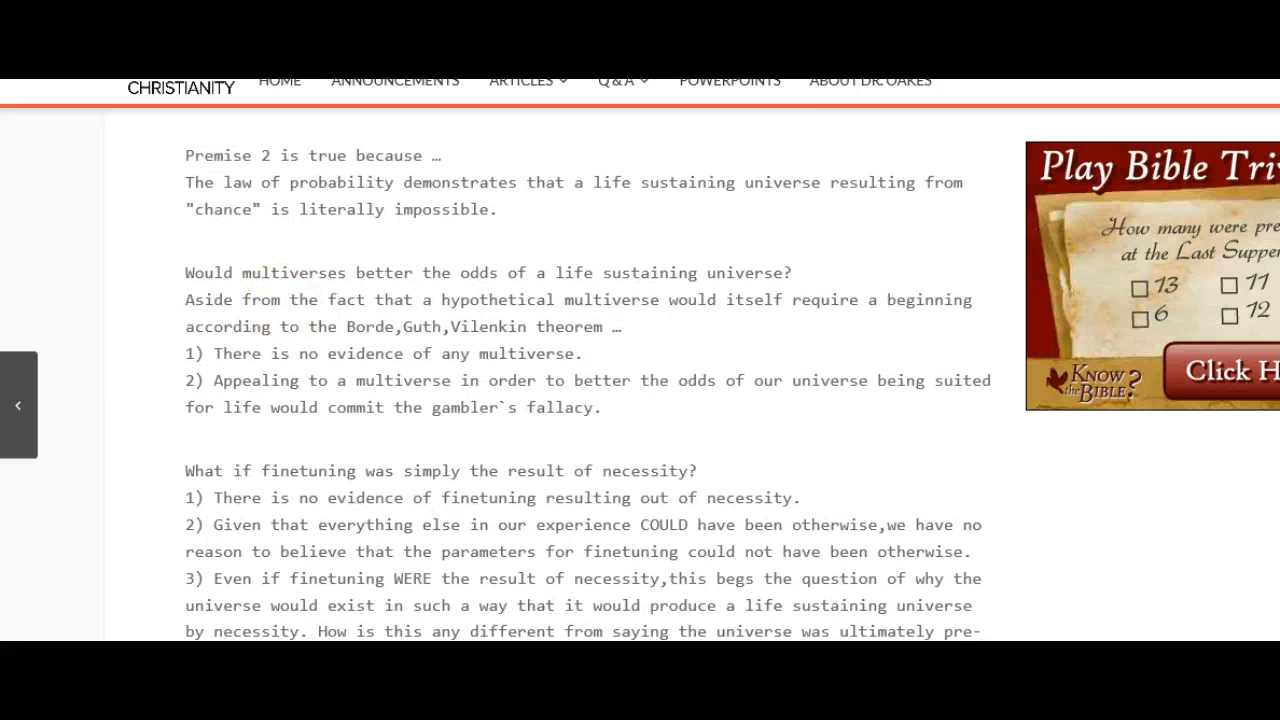 CHRISTIANITY HOME ANNOUNCEMENTS ARTICLES Q & A POWERPOINTS ABOUT DR. OAKES
Premise 2 is true because …
The law of probability demonstrates that a life sustaining universe resulting from
"chance" is literally impossible.
Would multiverses better the odds of a life sustaining universe?
Aside from the fact that a hypothetical multiverse would itself require a beginning
according to the Borde,Guth,Vilenkin theorem …
1) There is no evidence of any multiverse.
2) Appealing to a multiverse in order to better the odds of our universe being suited
for life would commit the gambler`s fallacy.
What if finetuning was simply the result of necessity?
1) There is no evidence of finetuning resulting out of necessity.
2) Given that everything else in our experience COULD have been otherwise,we have no
reason to believe that the parameters for finetuning could not have been otherwise.
3) Even if finetuning WERE the result of necessity,this begs the question of why the
universe would exist in such a way that it would produce a life sustaining universe
by necessity. How is this any different from saying the universe was ultimately pre-
Play Bible
How many were
at the Last
13 11
6 12
KNOW
the BIBLE?
Click